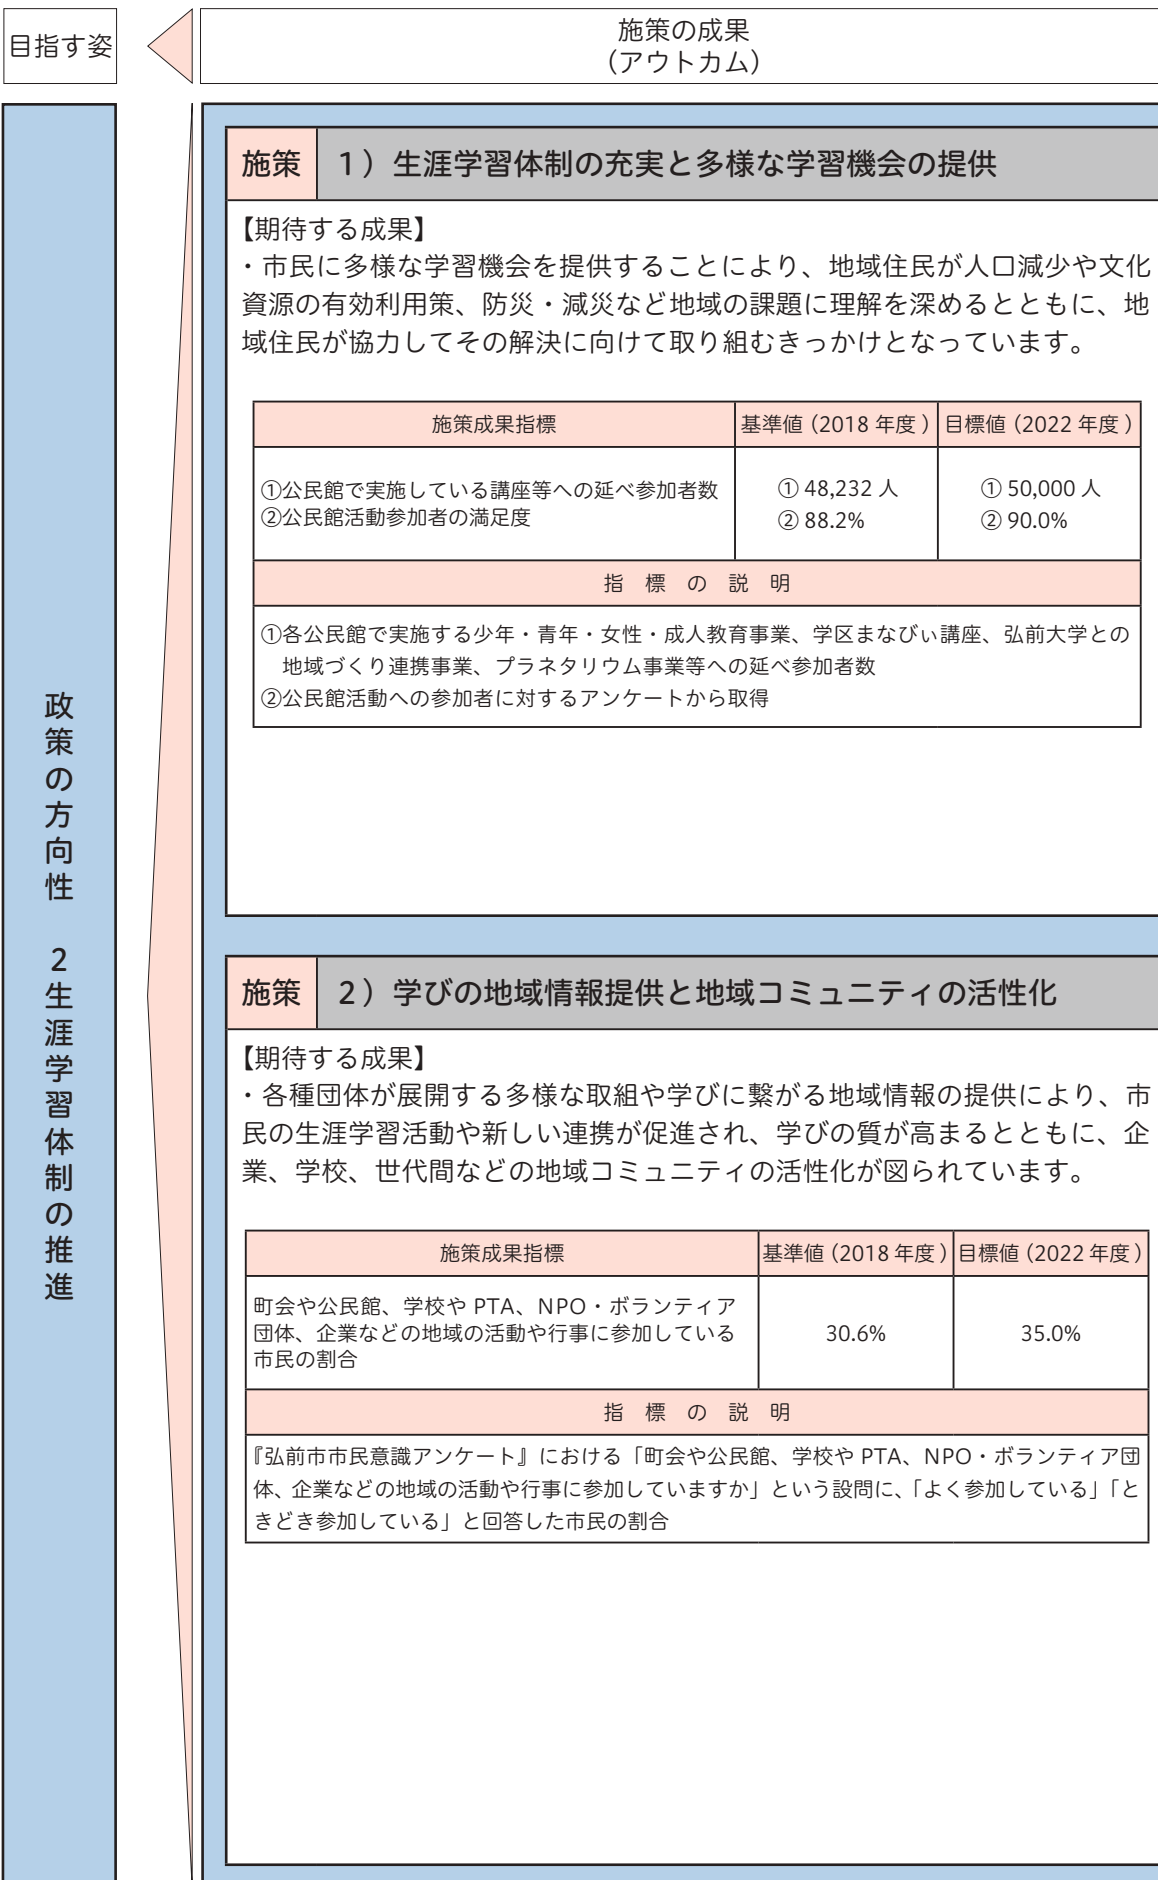 目指す姿
施策の成果
（アウトカム）
政策の方向性　２生涯学習体制の推進
施策　１）生涯学習体制の充実と多様な学習機会の提供
【期待する成果】
・市民に多様な学習機会を提供することにより、地域住民が人口減少や文化
資源の有効利用策、防災・減災など地域の課題に理解を深めるとともに、地
域住民が協力してその解決に向けて取り組むきっかけとなっています。
施策成果指標　基準値（2018 年度）　目標値（2022 年度）
①公民館で実施している講座等への延べ参加者数　① 48,232 人　① 50,000 人
②公民館活動参加者の満足度　② 88.2%　② 90.0%
指　標　の　説　明
①各公民館で実施する少年・青年・女性・成人教育事業、学区まなびぃ講座、弘前大学との
地域づくり連携事業、プラネタリウム事業等への延べ参加者数
②公民館活動への参加者に対するアンケートから取得
施策　２）学びの地域情報提供と地域コミュニティの活性化
【期待する成果】
・各種団体が展開する多様な取組や学びに繋がる地域情報の提供により、市
民の生涯学習活動や新しい連携が促進され、学びの質が高まるとともに、企
業、学校、世代間などの地域コミュニティの活性化が図られています。
施策成果指標　基準値（2018 年度）　目標値（2022 年度）
町会や公民館、学校や PTA、NPO・ボランティア
団体、企業などの地域の活動や行事に参加している　30.6%　35.0%
市民の割合
指　標　の　説　明
『弘前市市民意識アンケート』における「町会や公民館、学校や PTA、NPO・ボランティア団
体、企業などの地域の活動や行事に参加していますか」という設問に、「よく参加している」「と
きどき参加している」と回答した市民の割合